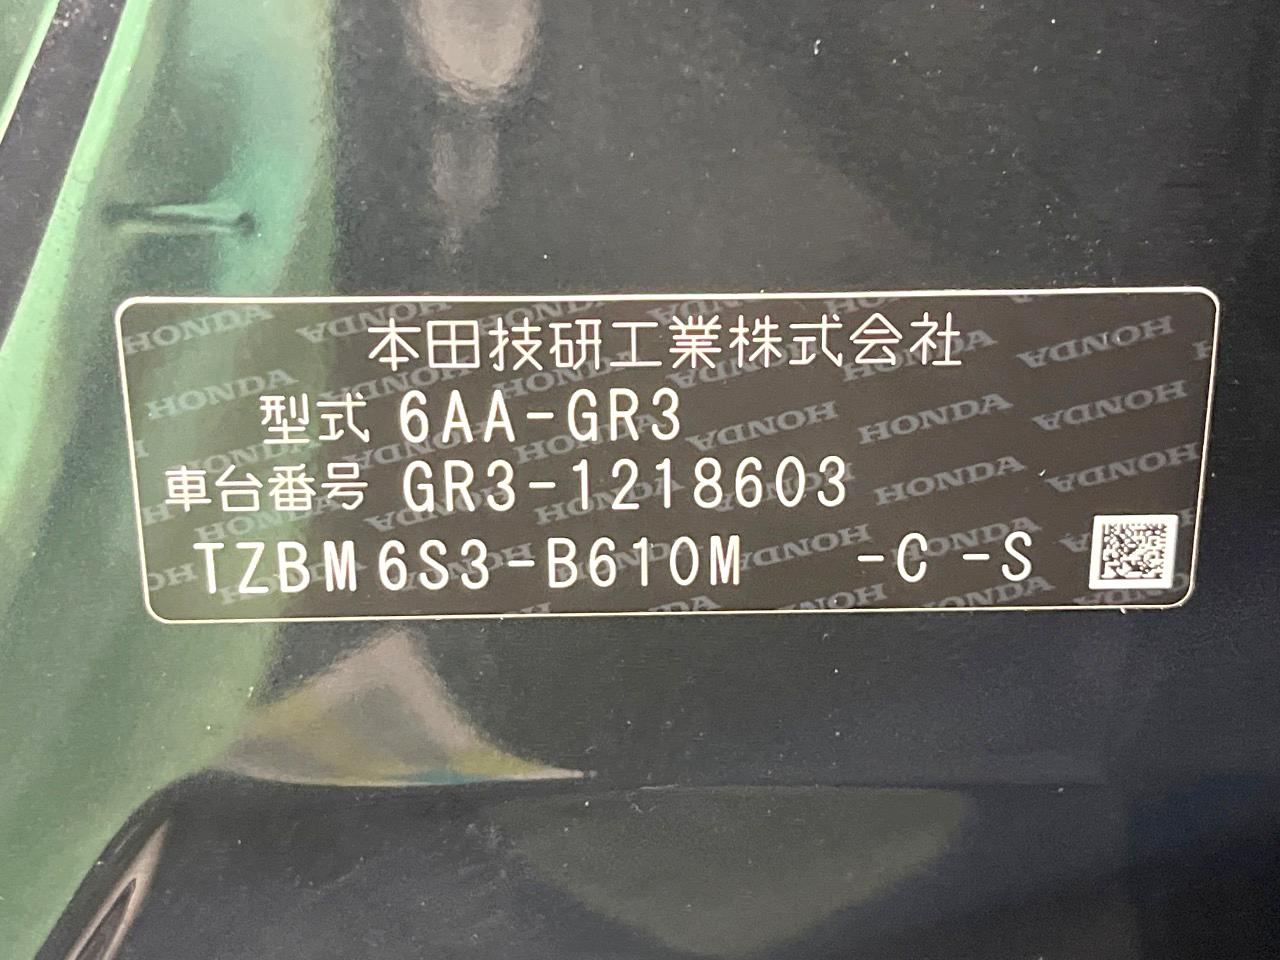 本田技研工業株式会社
型式 6AA-GR3
車台番号 GR3-1218603
TZBM6S3-B610M -C -S